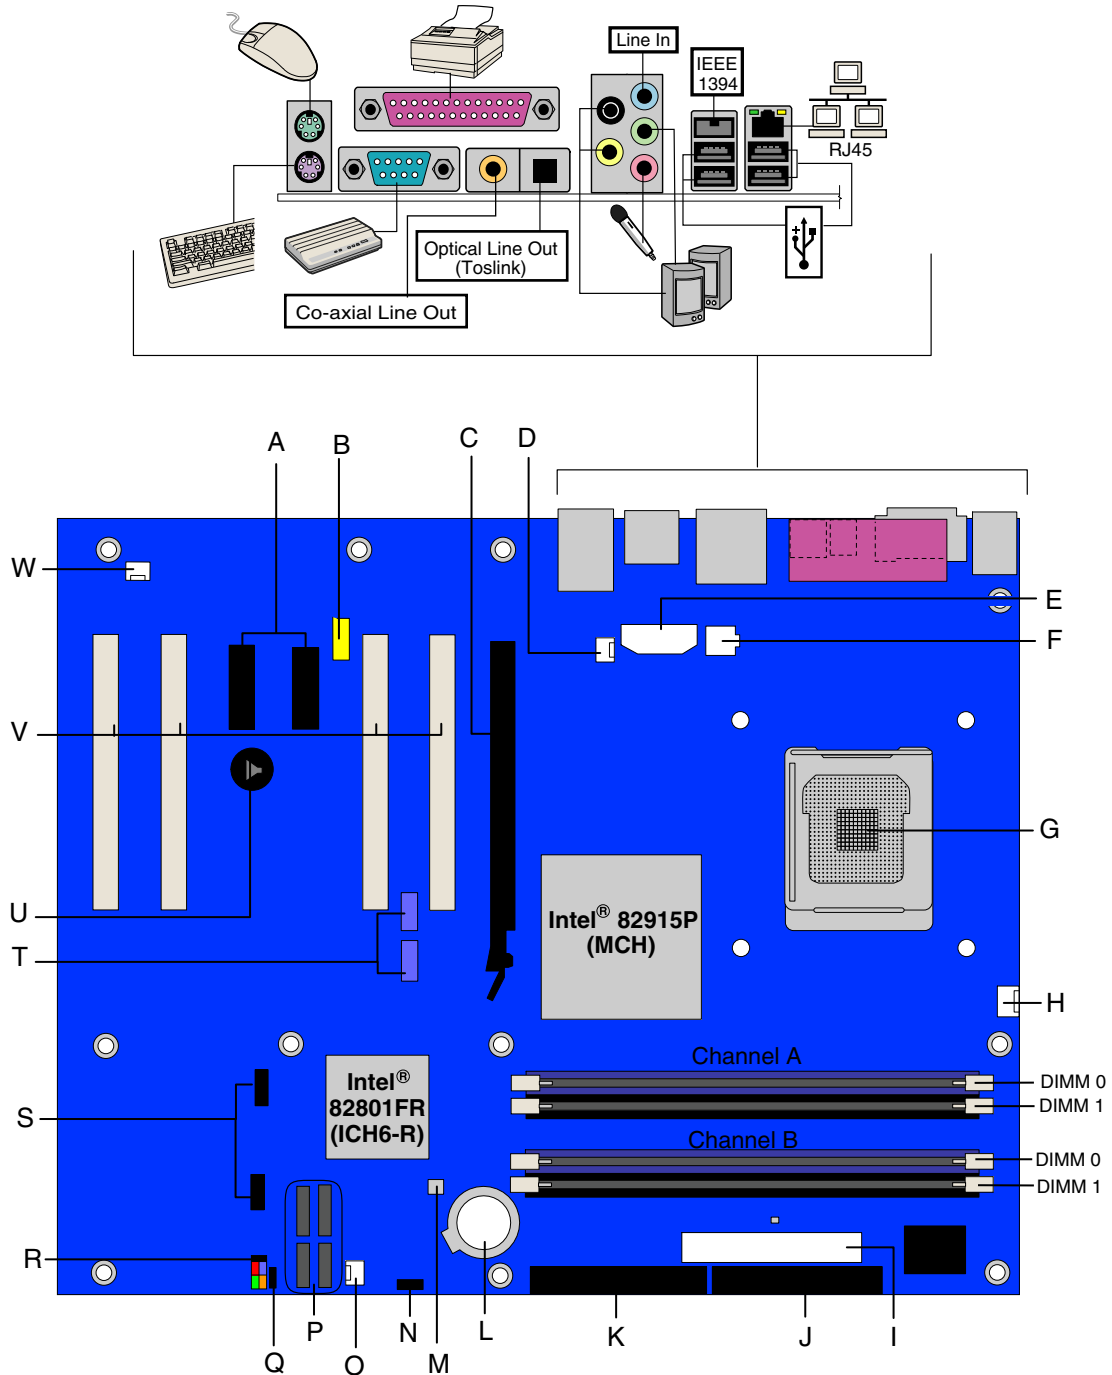 Line In
IEEE
1394
RJ45
Optical Line Out
(Toslink)
Co-axial Line Out
A
B
C
D
W
E
F
V
G
U
T
Intel® 82915P
(MCH)
H
Channel A
Intel®
82801FR
(ICH6-R)
DIMM 0
DIMM 1
S
Channel B
DIMM 0
DIMM 1
R
Q
P
O
N
M
L
K
J
I